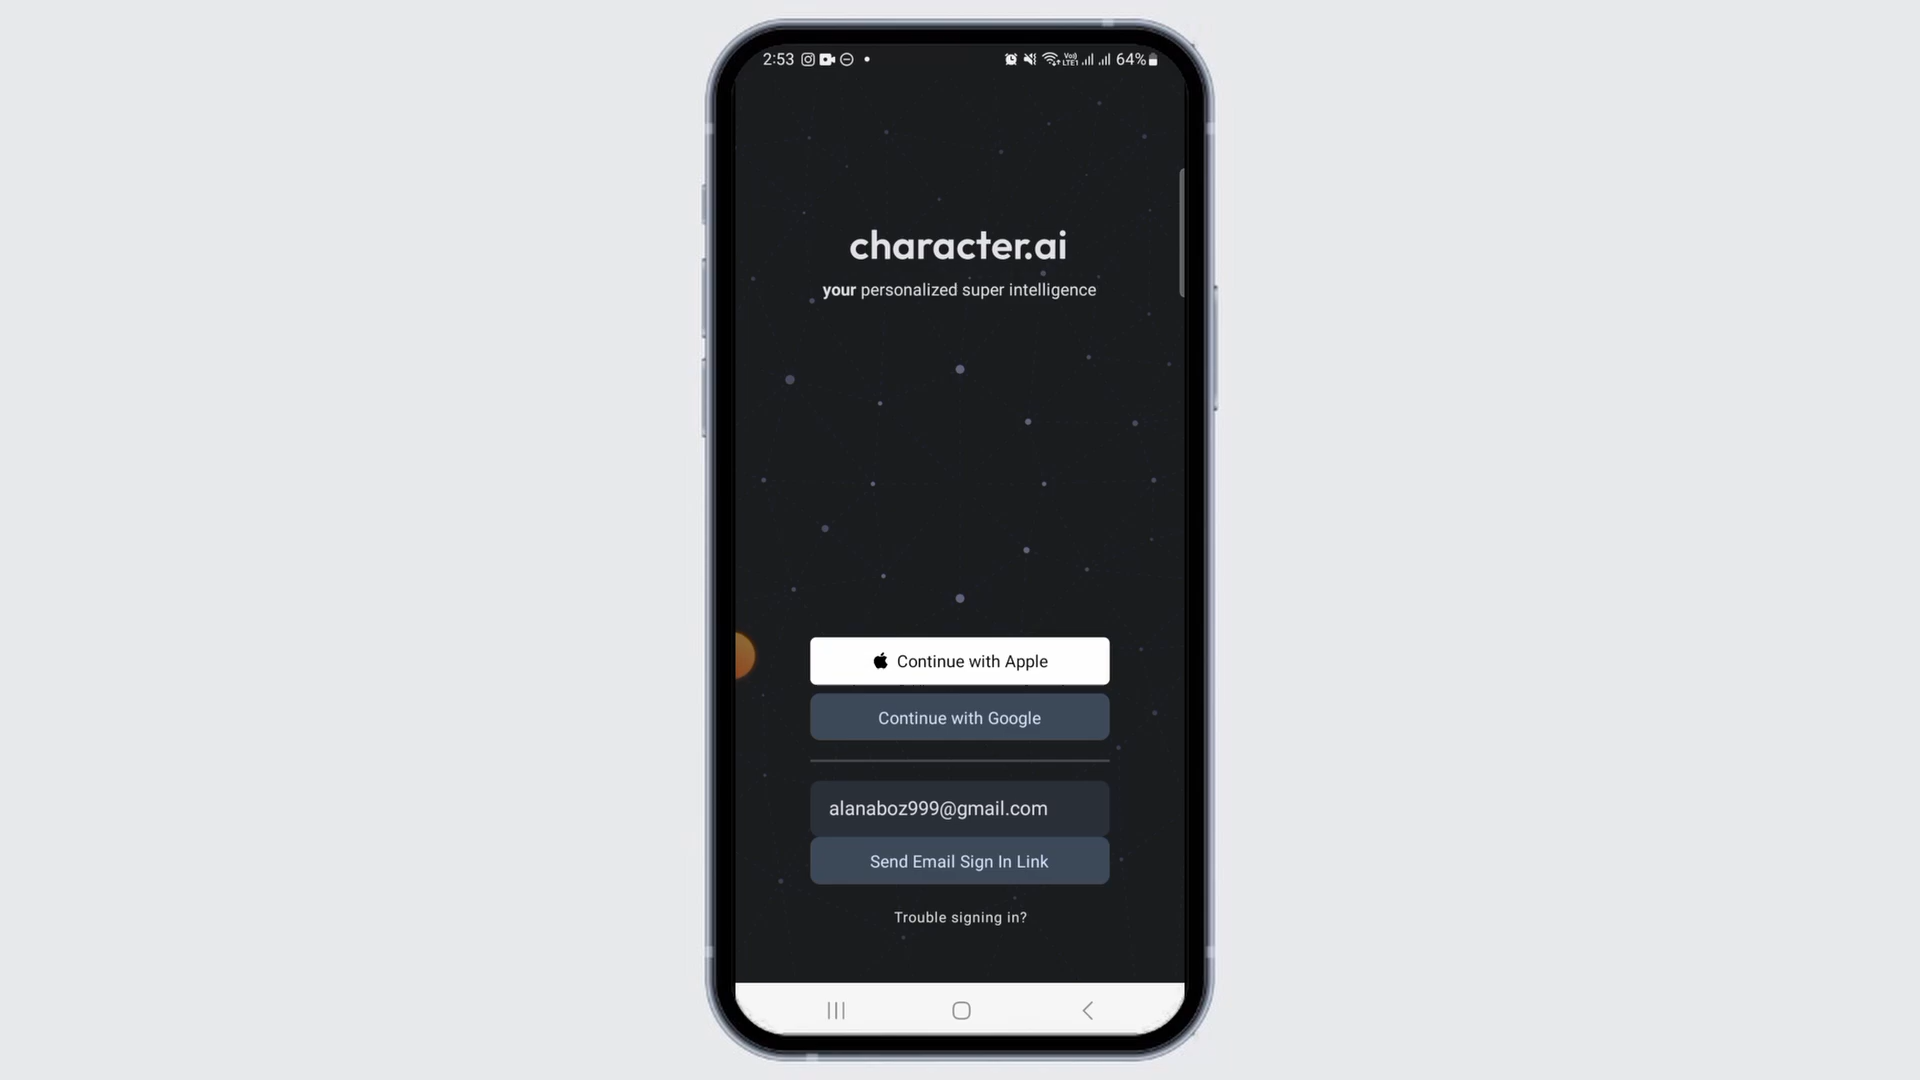 2:53 64%
character.ai
your personalized super intelligence
Continue with Apple
Continue with Google
alanaboz999@gmail.com
Send Email Sign In Link
Trouble signing in?